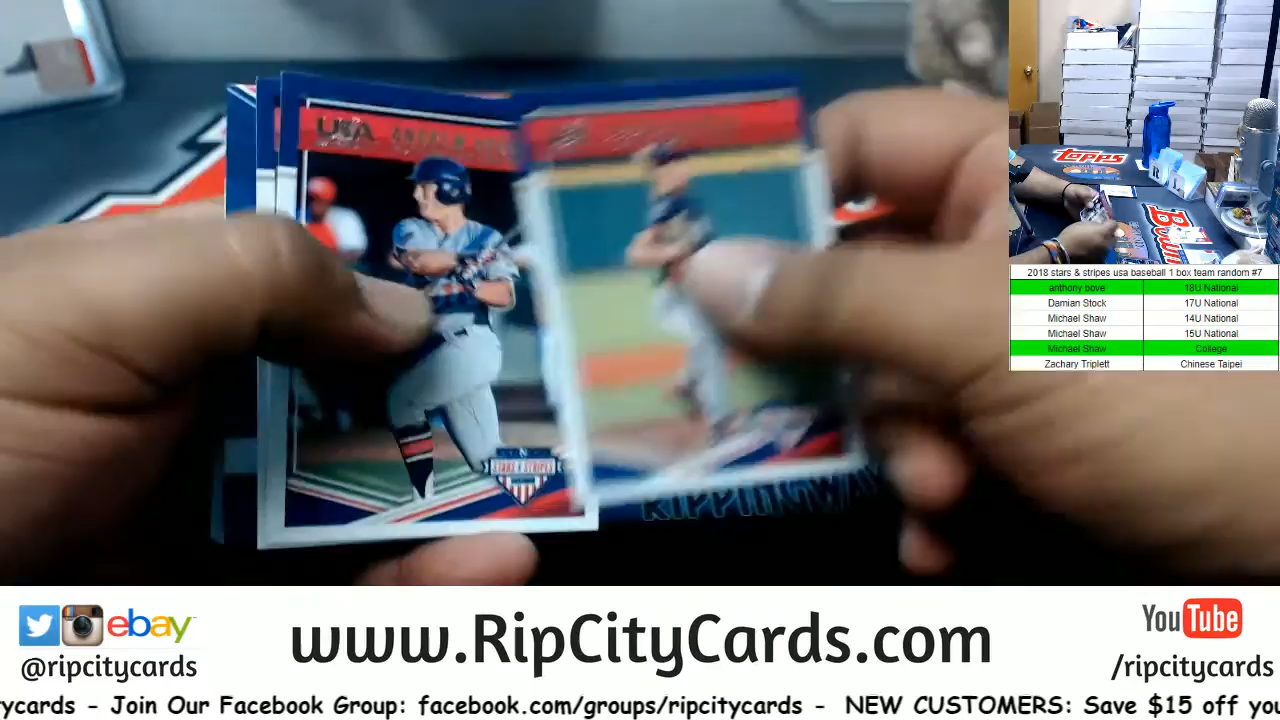 USA
STARS & STRIPES
topps
2018 stars & stripes usa baseball 1 box team random #7
anthony bove 18U National
Damian Stock 17U National
Michael Shaw 14U National
Michael Shaw 15U National
Michael Shaw College
Zachary Triplett Chinese Taipei
ebay
@ripcitycards
www.RipCityCards.com
YouTube
/ripcitycards
ycards - Join Our Facebook Group: facebook.com/groups/ripcitycards - NEW CUSTOMERS: Save $15 off you